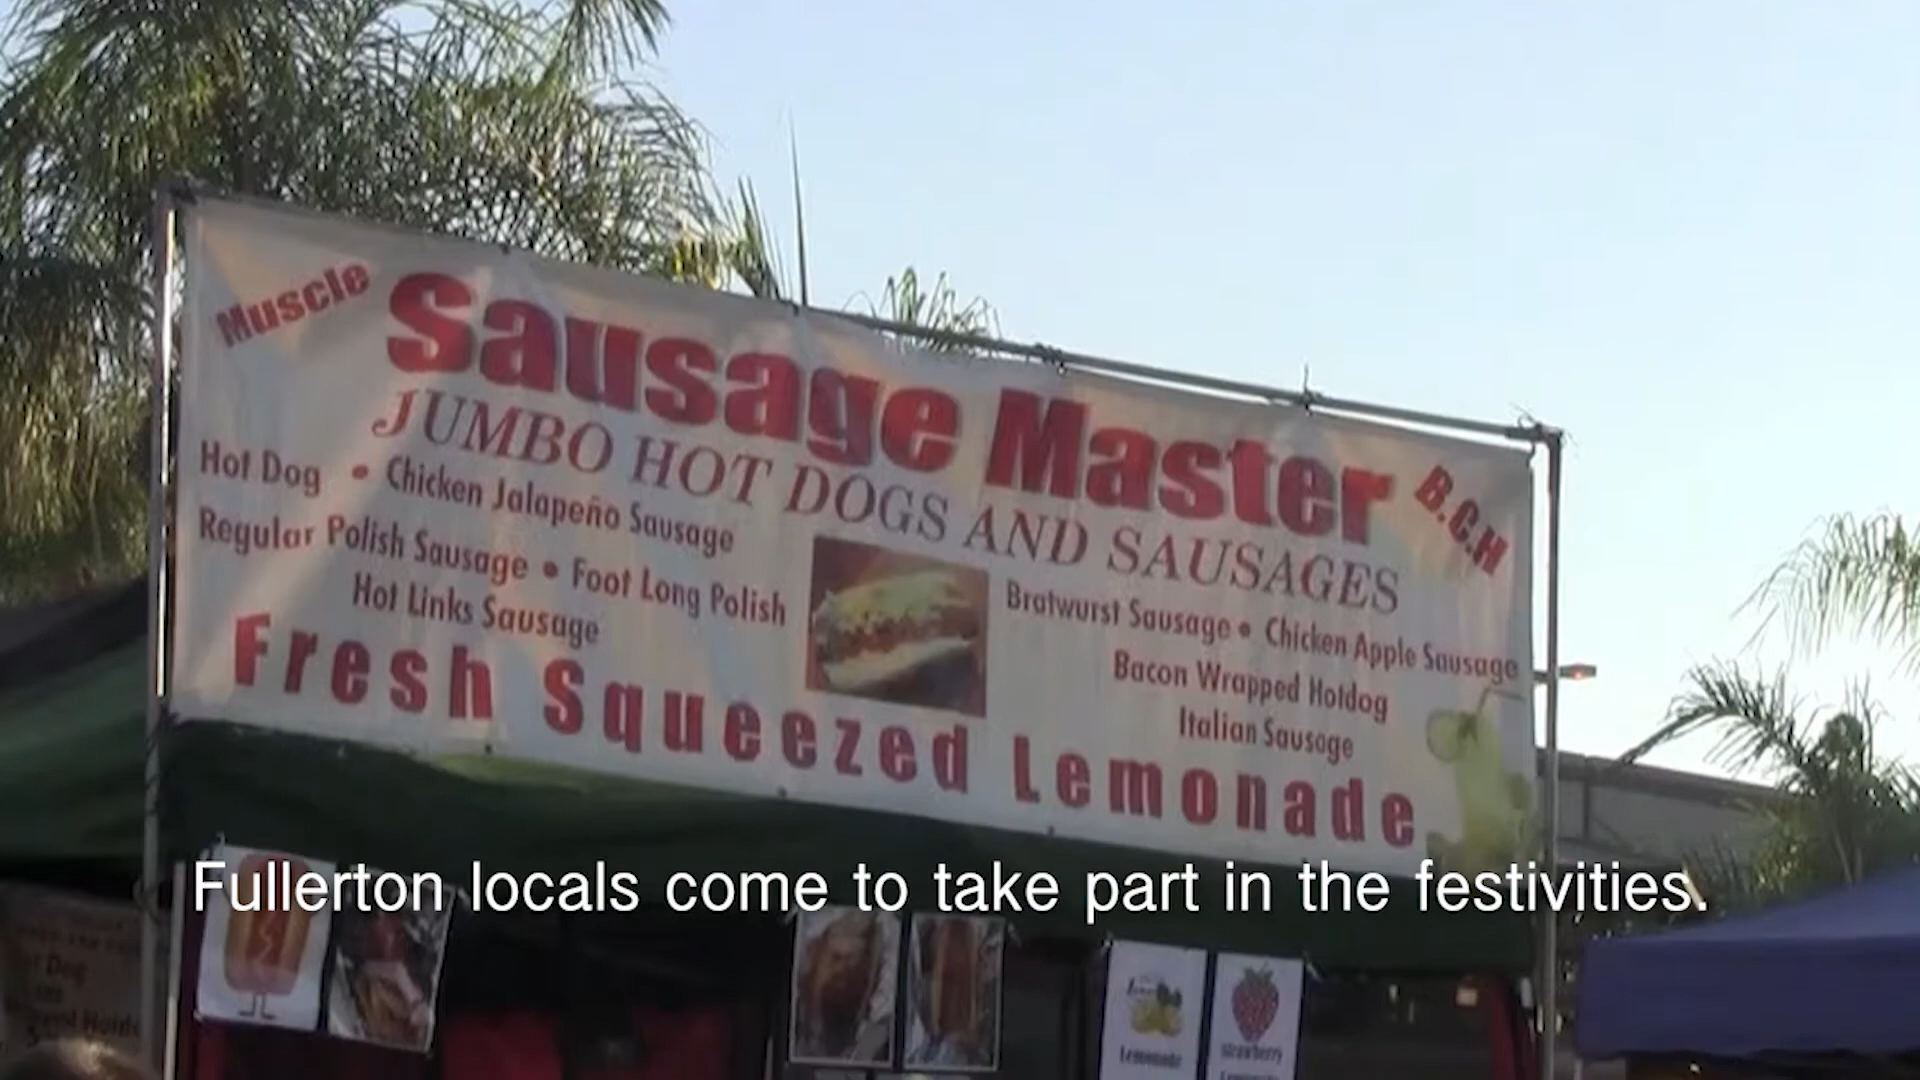 Muscle
Sausage Master
B.C.H
JUMBO HOT DOGS AND SAUSAGES
Hot Dog • Chicken Jalapeño Sausage
Regular Polish Sausage • Foot Long Polish
Hot Links Sausage
Bratwurst Sausage • Chicken Apple Sausage
Bacon Wrapped Hotdog
Italian Sausage
Fresh Squeezed Lemonade
Fullerton locals come to take part in the festivities.
Lemonade
Strawberry
Lemonade